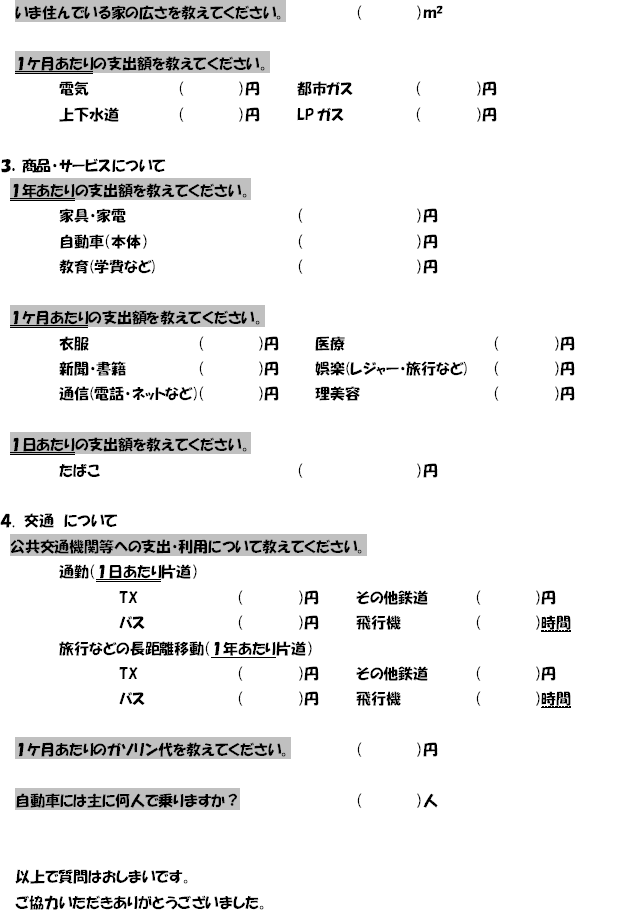 いま住んでいる家の広さを教えてください。 ( )m²
1ケ月あたりの支出額を教えてください。
電気 ( )円 都市ガス ( )円
上下水道 ( )円 LPガス ( )円
3. 商品・サービスについて
1年あたりの支出額を教えてください。
家具・家電 ( )円
自動車(本体) ( )円
教育(学費など) ( )円
1ケ月あたりの支出額を教えてください。
衣服 ( )円 医療 ( )円
新聞・書籍 ( )円 娯楽(レジャー・旅行など) ( )円
通信(電話・ネットなど)( )円 理美容 ( )円
1日あたりの支出額を教えてください。
たばこ ( )円
4. 交通 について
公共交通機関等への支出・利用について教えてください。
通勤(1日あたり片道)
TX ( )円 その他鉄道 ( )円
バス ( )円 飛行機 ( )時間
旅行などの長距離移動(1年あたり片道)
TX ( )円 その他鉄道 ( )円
バス ( )円 飛行機 ( )時間
1ケ月あたりのガソリン代を教えてください。 ( )円
自動車には主に何人で乗りますか？ ( )人
以上で質問はおしまいです。
ご協力いただきありがとうございました。